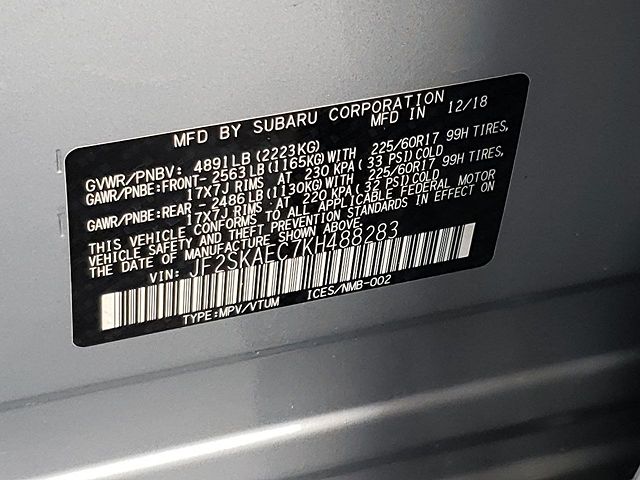 MFD BY SUBARU CORPORATION
MFD IN 12/18
GVWR/PNBV: 4891LB (2223KG)
GAWR/PNBE:FRONT-2563LB(1165KG)WITH 225/60R17 99H TIRES,
17X7J RIMS AT 230 KPA ( 33 PSI)COLD
GAWR/PNBE:REAR -2486LB(1130KG)WITH 225/60R17 99H TIRES,
17X7J RIMS AT 220 KPA ( 32 PSI)COLD
THIS VEHICLE CONFORMS TO ALL APPLICABLE FEDERAL MOTOR
VEHICLE SAFETY AND THEFT PREVENTION STANDARDS IN EFFECT ON
THE DATE OF MANUFACTURE SHOWN ABOVE.
VIN: JF2SKAEC7KH488283
TYPE:MPV/VTUM ICES/NMB-002